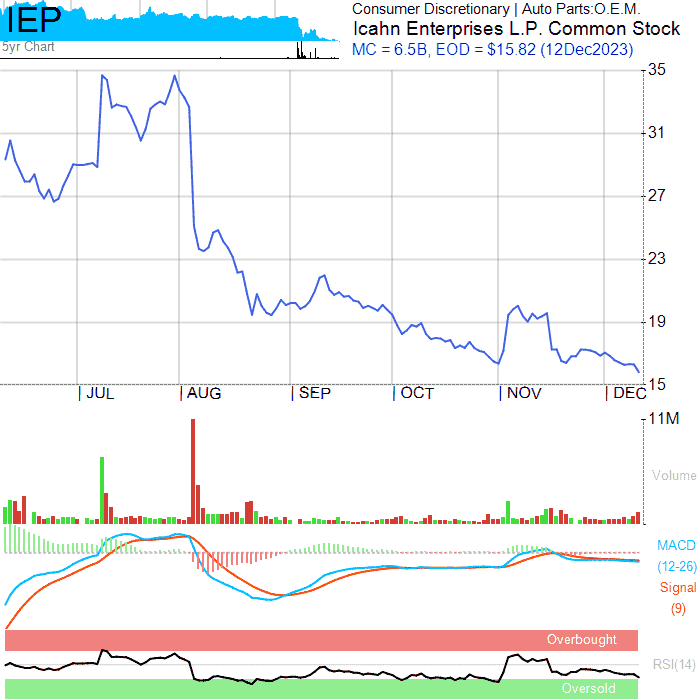 IEP
5yr Chart
Consumer Discretionary | Auto Parts:O.E.M.
Icahn Enterprises L.P. Common Stock
MC = 6.5B, EOD = $15.82 (12Dec2023)
35
31
27
23
19
15
JUL
AUG
SEP
OCT
NOV
DEC
11M
Volume
MACD
(12-26)
Signal
(9)
Overbought
RSI(14)
Oversold